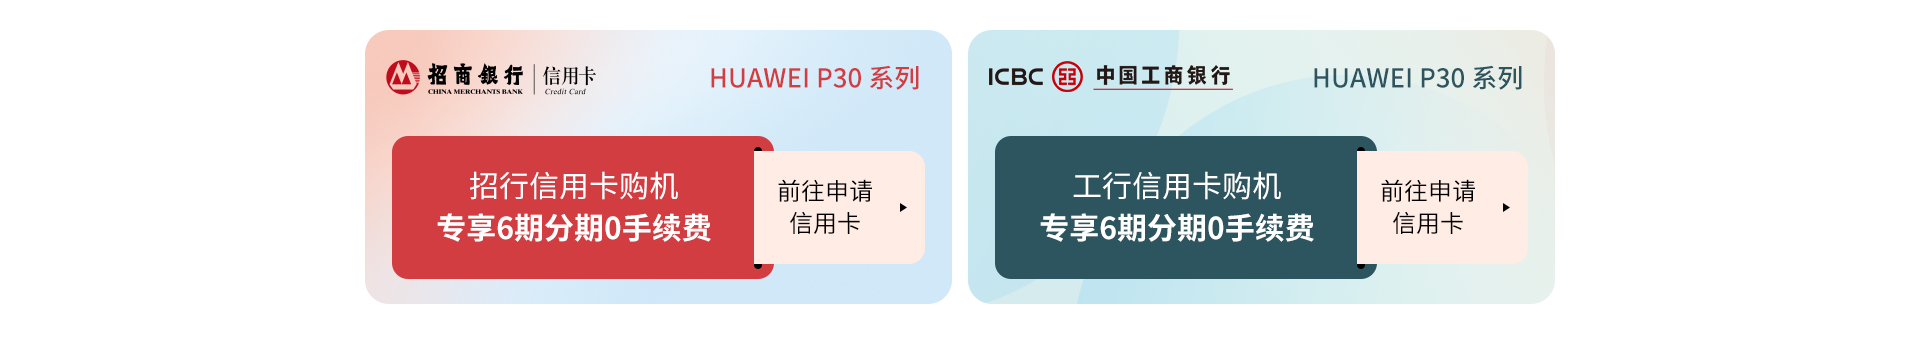 招商银行
CHINA MERCHANTS BANK
信用卡
Credit Card
HUAWEI P30 系列
招行信用卡购机
专享6期分期0手续费
前往申请
信用卡
ICBC
中国工商银行
HUAWEI P30 系列
工行信用卡购机
专享6期分期0手续费
前往申请
信用卡